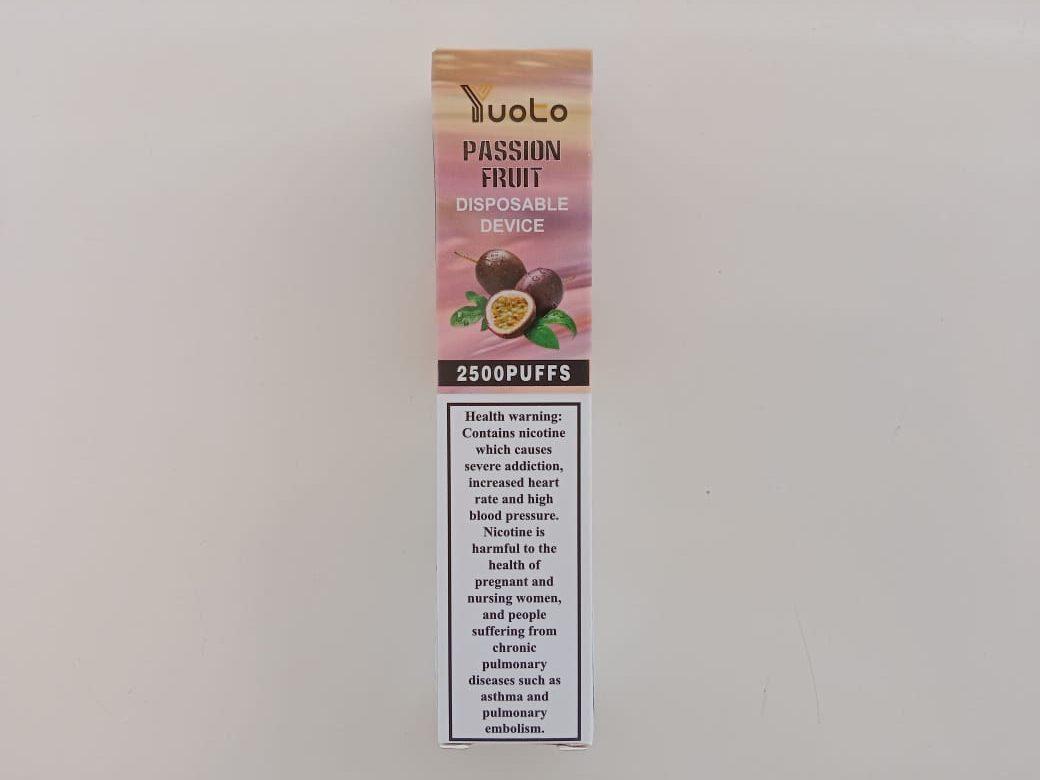 YUOTO
PASSION
FRUIT
DISPOSABLE
DEVICE
2500PUFFS
Health warning:
Contains nicotine
which causes
severe addiction,
increased heart
rate and high
blood pressure.
Nicotine is
harmful to the
health of
pregnant and
nursing women,
and people
suffering from
chronic
pulmonary
diseases such as
asthma and
pulmonary
embolism.